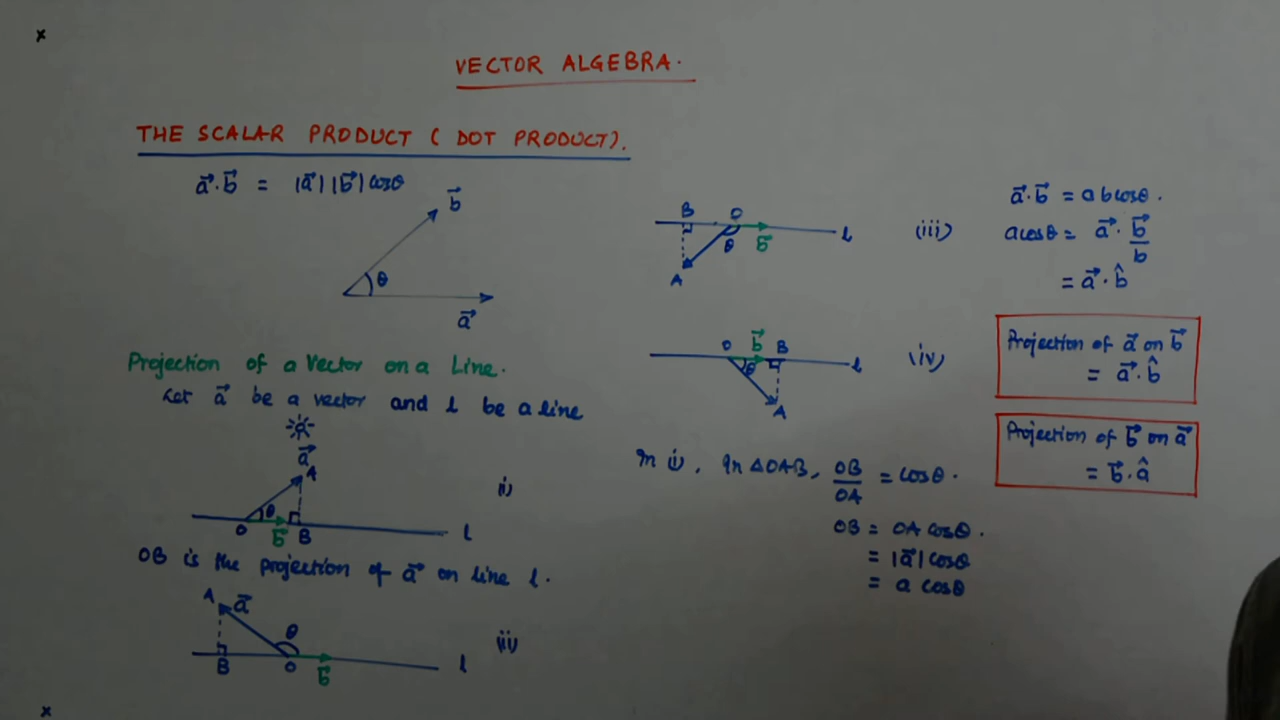 x
VECTOR ALGEBRA.
THE SCALAR PRODUCT ( DOT PRODUCT).
a⃗·b⃗ = |a⃗| |b⃗| cosθ
b⃗
θ
a⃗
Projection of a Vector on a Line.
Let a⃗ be a vector and l be a line
a⃗
A
θ
O b⃗ B l
i)
OB is the projection of a⃗ on line l.
A a⃗
θ
B O b⃗ l
ii)
B O
θ b⃗ l
A
(iii)
O b⃗ B
θ l
A
(iv)
In i), In △OAB, OB/OA = cosθ.
OB = OA cosθ.
= |a⃗| cosθ
= a cosθ
a⃗·b⃗ = ab cosθ.
a cosθ = a⃗· b⃗/b
= a⃗·b̂
Projection of a⃗ on b⃗
= a⃗·b̂
Projection of b⃗ on a⃗
= b⃗·â
x